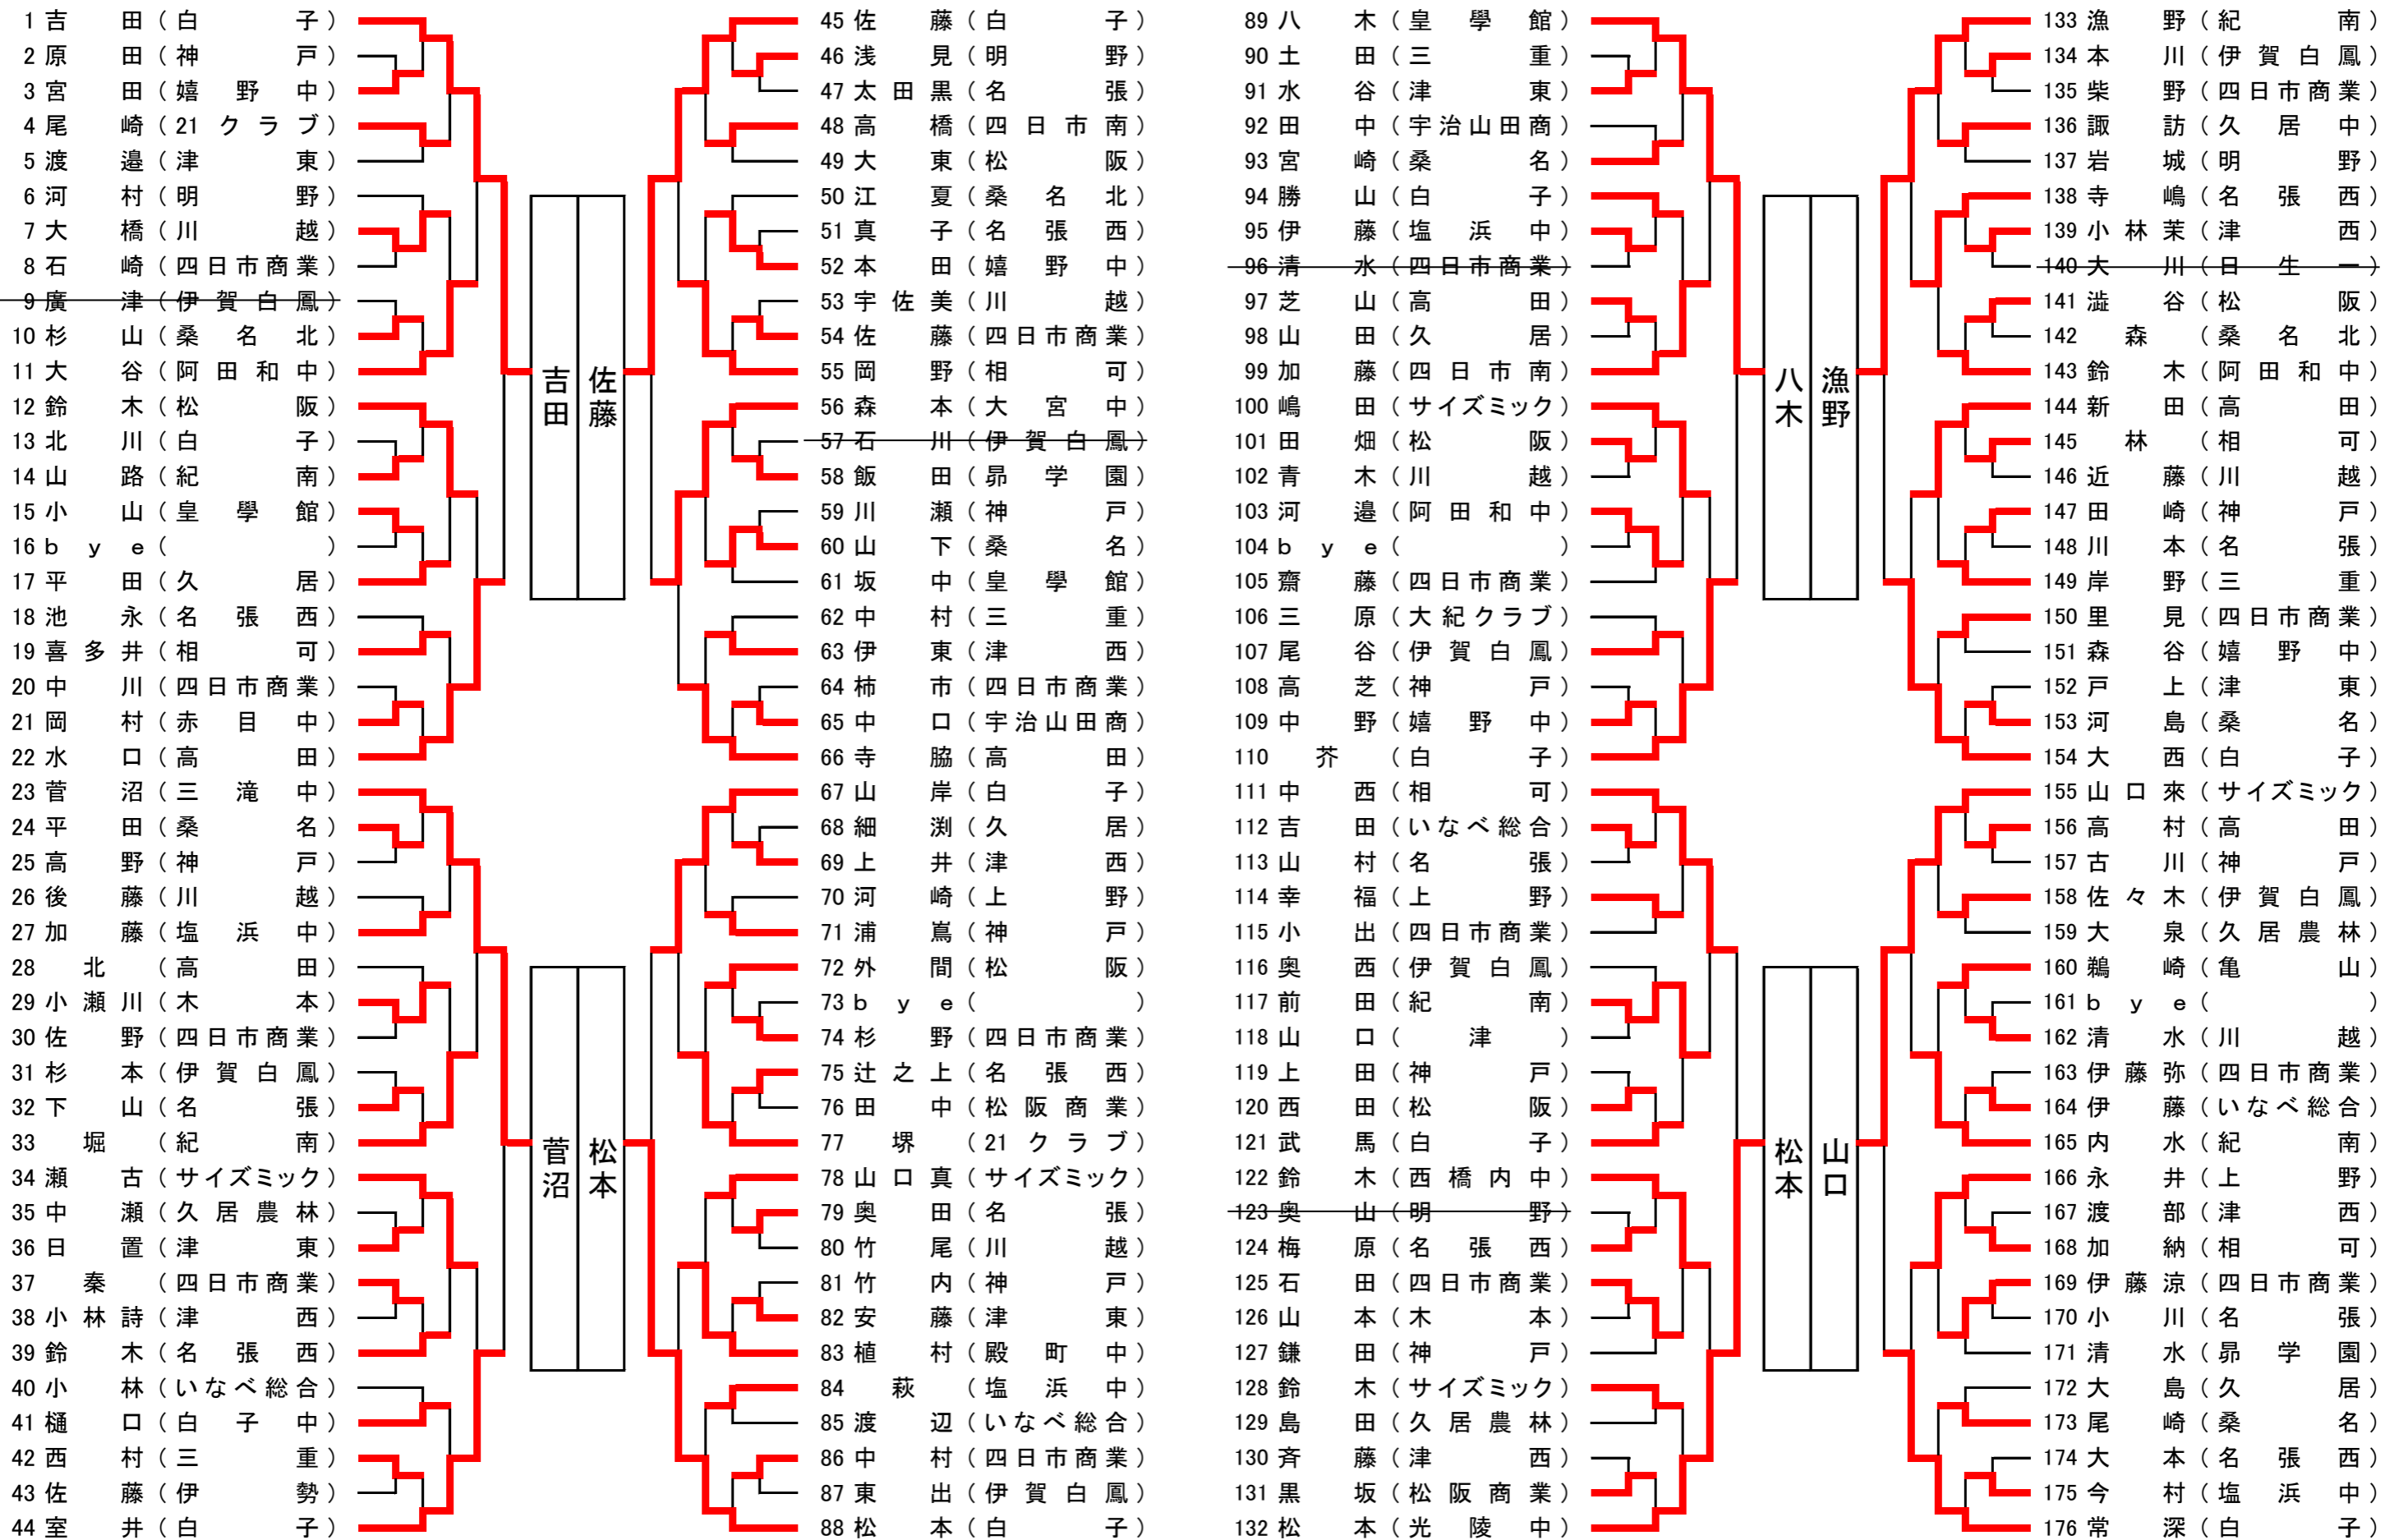 1 吉田 (白子)
2 原田 (神戸)
3 宮田 (嬉野中)
4 尾崎 (21クラブ)
5 渡邉 (津東)
6 河村 (明野)
7 大橋 (川越)
8 石崎 (四日市商業)
9 廣津 (伊賀白鳳)
10 杉山 (桑名北)
11 大谷 (阿田和中)
12 鈴木 (松阪)
13 北川 (白子)
14 山路 (紀南)
15 小山 (皇學館)
16 bye ( )
17 平田 (久居)
18 池永 (名張西)
19 喜多井 (相可)
20 中川 (四日市商業)
21 岡村 (赤目中)
22 水口 (高田)
23 菅沼 (三滝中)
24 平田 (桑名)
25 高野 (神戸)
26 後藤 (川越)
27 加藤 (塩浜中)
28 北 (高田)
29 小瀬川 (木本)
30 佐野 (四日市商業)
31 杉本 (伊賀白鳳)
32 下山 (名張)
33 堀 (紀南)
34 瀬古 (サイズミック)
35 中瀬 (久居農林)
36 日置 (津東)
37 秦 (四日市商業)
38 小林詩 (津西)
39 鈴木 (名張西)
40 小林 (いなべ総合)
41 樋口 (白子中)
42 西村 (三重)
43 佐藤 (伊勢)
44 室井 (白子)
吉田
佐藤
菅沼
松本
45 佐藤 (白子)
46 浅見 (明野)
47 太田黒 (名張)
48 高橋 (四日市南)
49 大東 (松阪)
50 江夏 (桑名北)
51 真子 (名張西)
52 本田 (嬉野中)
53 宇佐美 (川越)
54 佐藤 (四日市商業)
55 岡野 (相可)
56 森本 (大宮中)
57 石川 (伊賀白鳳)
58 飯田 (昴学園)
59 川瀬 (神戸)
60 山下 (桑名)
61 坂中 (皇學館)
62 中村 (三重)
63 伊東 (津西)
64 柿市 (四日市商業)
65 中口 (宇治山田商)
66 寺脇 (高田)
67 山岸 (白子)
68 細渕 (久居)
69 上井 (津西)
70 河崎 (上野)
71 浦嶌 (神戸)
72 外間 (松阪)
73 bye ( )
74 杉野 (四日市商業)
75 辻之上 (名張西)
76 田中 (松阪商業)
77 堺 (21クラブ)
78 山口真 (サイズミック)
79 奥田 (名張)
80 竹尾 (川越)
81 竹内 (神戸)
82 安藤 (津東)
83 植村 (殿町中)
84 萩 (塩浜中)
85 渡辺 (いなべ総合)
86 中村 (四日市商業)
87 東出 (伊賀白鳳)
88 松本 (白子)
89 八木 (皇學館)
90 土田 (三重)
91 水谷 (津東)
92 田中 (宇治山田商)
93 宮崎 (桑名)
94 勝山 (白子)
95 伊藤 (塩浜中)
96 清水 (四日市商業)
97 芝山 (高田)
98 山田 (久居)
99 加藤 (四日市南)
100 嶋田 (サイズミック)
101 田畑 (松阪)
102 青木 (川越)
103 河邉 (阿田和中)
104 bye ( )
105 齋藤 (四日市商業)
106 三原 (大紀クラブ)
107 尾谷 (伊賀白鳳)
108 高芝 (神戸)
109 中野 (嬉野中)
110 芥 (白子)
111 中西 (相可)
112 吉田 (いなべ総合)
113 山村 (名張)
114 幸福 (上野)
115 小出 (四日市商業)
116 奥西 (伊賀白鳳)
117 前田 (紀南)
118 山口 (津)
119 上田 (神戸)
120 西田 (松阪)
121 武馬 (白子)
122 鈴木 (西橋内中)
123 奥山 (明野)
124 梅原 (名張西)
125 石田 (四日市商業)
126 山本 (木本)
127 鎌田 (神戸)
128 鈴木 (サイズミック)
129 島田 (久居農林)
130 斉藤 (津西)
131 黒坂 (松阪商業)
132 松本 (光陵中)
八木
漁野
松本
山口
133 漁野 (紀南)
134 本川 (伊賀白鳳)
135 柴野 (四日市商業)
136 諏訪 (久居中)
137 岩城 (明野)
138 寺嶋 (名張西)
139 小林茉 (津西)
140 大川 (日生一)
141 澁谷 (松阪)
142 森 (桑名北)
143 鈴木 (阿田和中)
144 新田 (高田)
145 林 (相可)
146 近藤 (川越)
147 田崎 (神戸)
148 川本 (名張)
149 岸野 (三重)
150 里見 (四日市商業)
151 森谷 (嬉野中)
152 戸上 (津東)
153 河島 (桑名)
154 大西 (白子)
155 山口來 (サイズミック)
156 高村 (高田)
157 古川 (神戸)
158 佐々木 (伊賀白鳳)
159 大泉 (久居農林)
160 鵜崎 (亀山)
161 bye ( )
162 清水 (川越)
163 伊藤弥 (四日市商業)
164 伊藤 (いなべ総合)
165 内水 (紀南)
166 永井 (上野)
167 渡部 (津西)
168 加納 (相可)
169 伊藤涼 (四日市商業)
170 小川 (名張)
171 清水 (昴学園)
172 大島 (久居)
173 尾崎 (桑名)
174 大本 (名張西)
175 今村 (塩浜中)
176 常深 (白子)